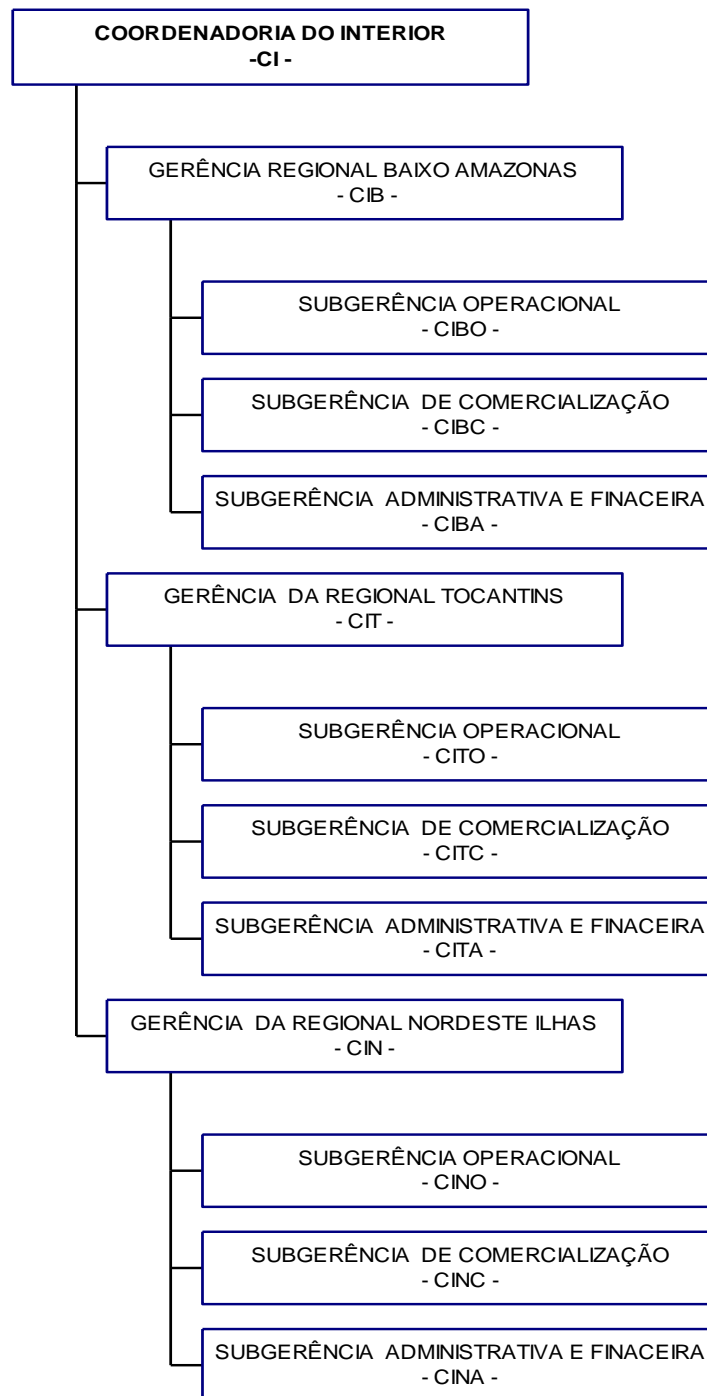 COORDENADORIA DO INTERIOR
-CI -
GERÊNCIA REGIONAL BAIXO AMAZONAS
- CIB -
SUBGERÊNCIA OPERACIONAL
- CIBO -
SUBGERÊNCIA DE COMERCIALIZAÇÃO
- CIBC -
SUBGERÊNCIA ADMINISTRATIVA E FINACEIRA
- CIBA -
GERÊNCIA DA REGIONAL TOCANTINS
- CIT -
SUBGERÊNCIA OPERACIONAL
- CITO -
SUBGERÊNCIA DE COMERCIALIZAÇÃO
- CITC -
SUBGERÊNCIA ADMINISTRATIVA E FINACEIRA
- CITA -
GERÊNCIA DA REGIONAL NORDESTE ILHAS
- CIN -
SUBGERÊNCIA OPERACIONAL
- CINO -
SUBGERÊNCIA DE COMERCIALIZAÇÃO
- CINC -
SUBGERÊNCIA ADMINISTRATIVA E FINACEIRA
- CINA -